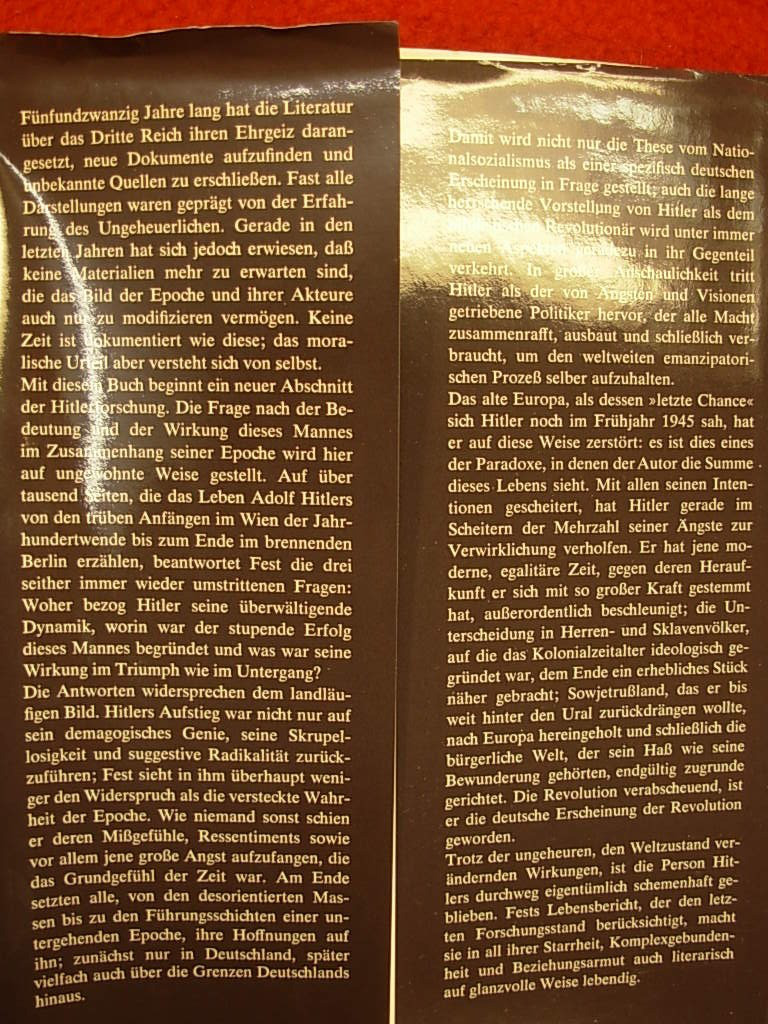 Fünfundzwanzig Jahre lang hat die Literatur
über das Dritte Reich ihren Ehrgeiz daran-
gesetzt, neue Dokumente aufzufinden und
unbekannte Quellen zu erschließen. Fast alle
Darstellungen waren geprägt von der Erfah-
rung des Ungeheuerlichen. Gerade in den
letzten Jahren hat sich jedoch erwiesen, daß
keine Materialien mehr zu erwarten sind,
die das Bild der Epoche und ihrer Akteure
auch nur zu modifizieren vermögen. Keine
Zeit ist dokumentiert wie diese; das mora-
lische Urteil aber versteht sich von selbst.
Mit diesem Buch beginnt ein neuer Abschnitt
der Hitlerforschung. Die Frage nach der Be-
deutung und der Wirkung dieses Mannes
im Zusammenhang seiner Epoche wird hier
auf ungewohnte Weise gestellt. Auf über
tausend Seiten, die das Leben Adolf Hitlers
von den trüben Anfängen im Wien der Jahr-
hundertwende bis zum Ende im brennenden
Berlin erzählen, beantwortet Fest die drei
seither immer wieder umstrittenen Fragen:
Woher bezog Hitler seine überwältigende
Dynamik, worin war der stupende Erfolg
dieses Mannes begründet und was war seine
Wirkung im Triumph wie im Untergang?
Die Antworten widersprechen dem landläu-
figen Bild. Hitlers Aufstieg war nicht nur auf
sein demagogisches Genie, seine Skrupel-
losigkeit und suggestive Radikalität zurück-
zuführen; Fest sieht in ihm überhaupt weni-
ger den Widerspruch als die versteckte Wahr-
heit der Epoche. Wie niemand sonst schien
er deren Mißgefühle, Ressentiments sowie
vor allem jene große Angst aufzufangen, die
das Grundgefühl der Zeit war. Am Ende
setzten alle, von den desorientierten Mas-
sen bis zu den Führungsschichten einer un-
tergehenden Epoche, ihre Hoffnungen auf
ihn; zunächst nur in Deutschland, später
vielfach auch über die Grenzen Deutschlands
hinaus.
Damit wird nicht nur die These vom Natio-
nalsozialismus als einer spezifisch deutschen
Erscheinung in Frage gestellt; auch die lange
herrschende Vorstellung von Hitler als dem
Revolutionär wird unter immer
neuen Aspekten geradezu in ihr Gegenteil
verkehrt. In großer Anschaulichkeit tritt
Hitler als der von Ängsten und Visionen
getriebene Politiker hervor, der alle Macht
zusammenrafft, ausbaut und schließlich ver-
braucht, um den weltweiten emanzipatori-
schen Prozeß selber aufzuhalten.
Das alte Europa, als dessen »letzte Chance«
sich Hitler noch im Frühjahr 1945 sah, hat
er auf diese Weise zerstört: es ist dies eines
der Paradoxe, in denen der Autor die Summe
dieses Lebens sieht. Mit allen seinen Inten-
tionen gescheitert, hat Hitler gerade im
Scheitern der Mehrzahl seiner Ängste zur
Verwirklichung verholfen. Er hat jene mo-
derne, egalitäre Zeit, gegen deren Herauf-
kunft er sich mit so großer Kraft gestemmt
hat, außerordentlich beschleunigt; die Un-
terscheidung in Herren- und Sklavenvölker,
auf die das Kolonialzeitalter ideologisch ge-
gründet war, dem Ende ein erhebliches Stück
näher gebracht; Sowjetrußland, das er bis
weit hinter den Ural zurückdrängen wollte,
nach Europa hereingeholt und schließlich die
bürgerliche Welt, der sein Haß wie seine
Bewunderung gehörten, endgültig zugrunde
gerichtet. Die Revolution verabscheuend, ist
er die deutsche Erscheinung der Revolution
geworden.
Trotz der ungeheuren, den Weltzustand ver-
ändernden Wirkungen, ist die Person Hit-
lers durchweg eigentümlich schemenhaft ge-
blieben. Fests Lebensbericht, der den letz-
ten Forschungsstand berücksichtigt, macht
sie in all ihrer Starrheit, Komplexgebunden-
heit und Beziehungsarmut auch literarisch
auf glanzvolle Weise lebendig.